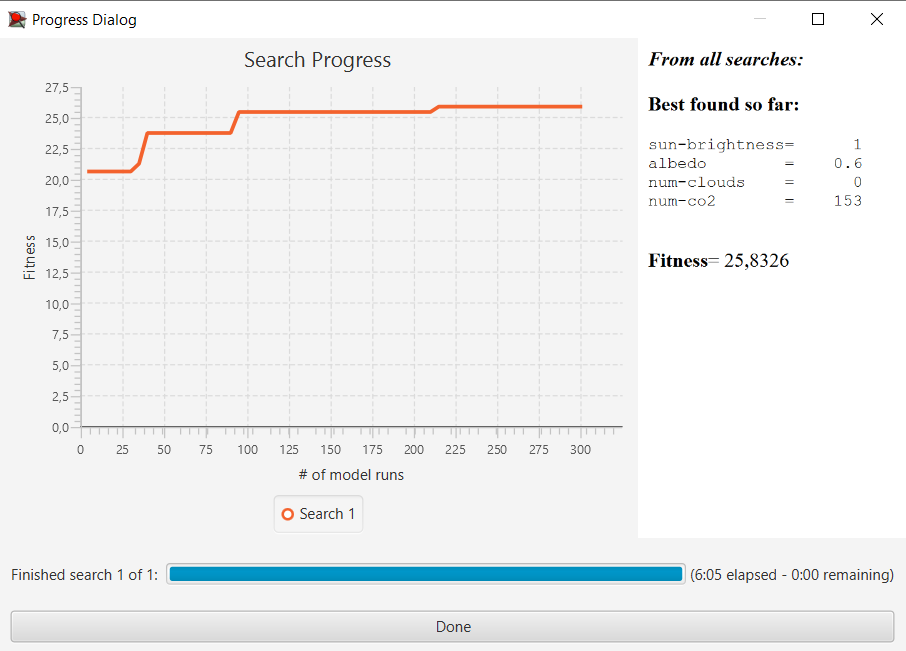 Progress Dialog
Search Progress
27,5
25,0
22,5
20,0
17,5
15,0
12,5
10,0
7,5
5,0
2,5
0,0
Fitness
0 25 50 75 100 125 150 175 200 225 250 275 300
# of model runs
Search 1
From all searches:
Best found so far:
sun-brightness= 1
albedo = 0.6
num-clouds = 0
num-co2 = 153
Fitness= 25,8326
Finished search 1 of 1: (6:05 elapsed - 0:00 remaining)
Done